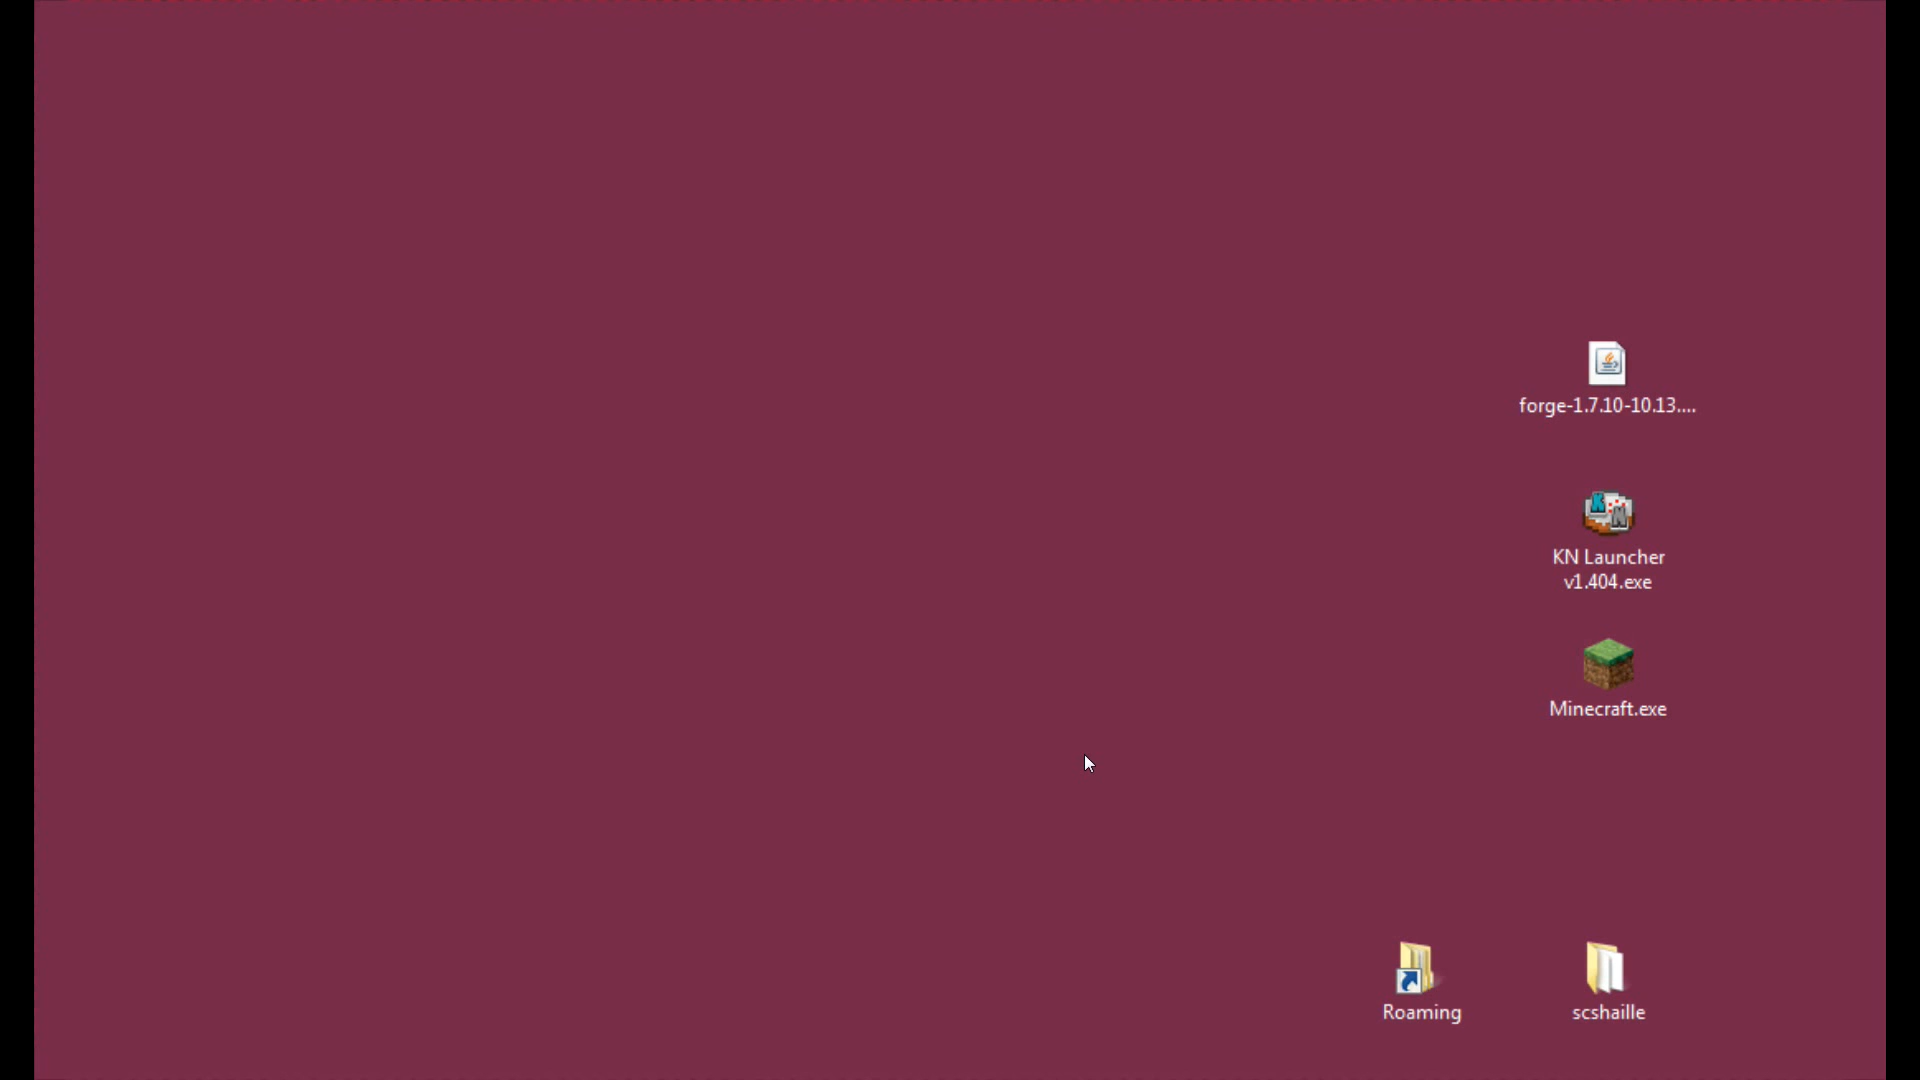 forge-1.7.10-10.13....
KN Launcher
v1.404.exe
Minecraft.exe
Roaming
scshaille